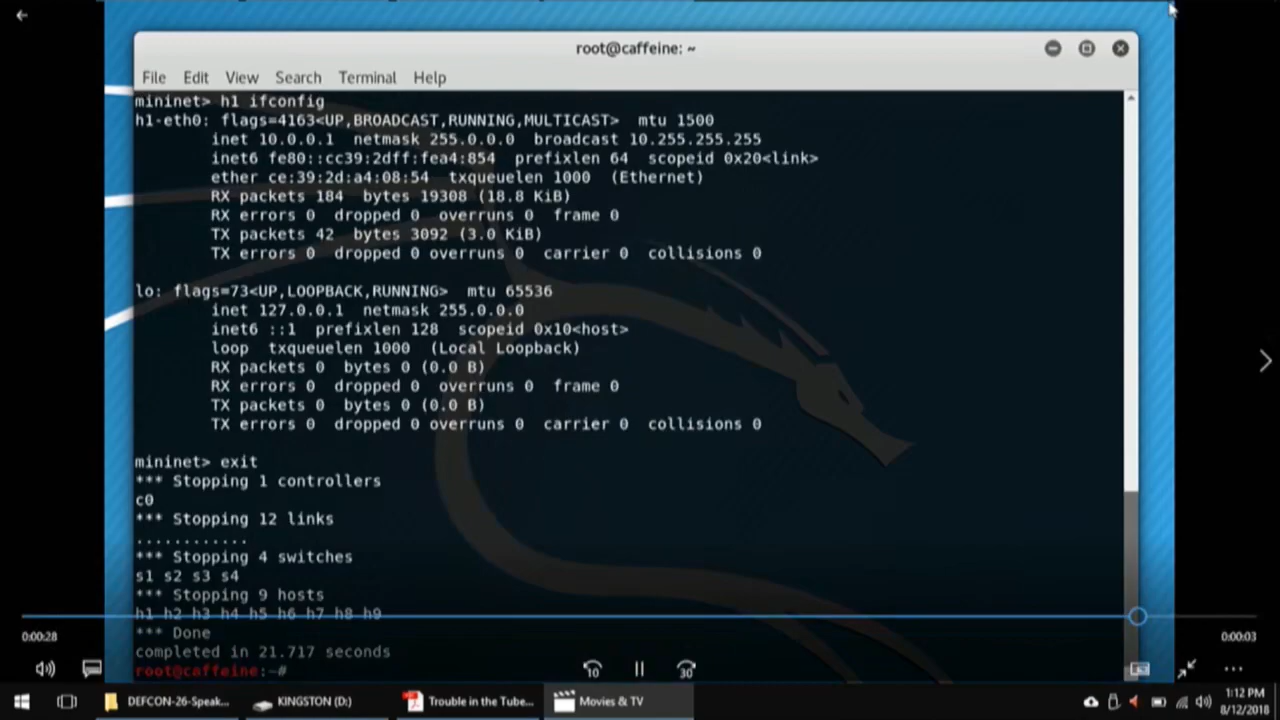 root@caffeine: ~
File Edit View Search Terminal Help
mininet> h1 ifconfig
h1-eth0: flags=4163<UP,BROADCAST,RUNNING,MULTICAST> mtu 1500
inet 10.0.0.1 netmask 255.0.0.0 broadcast 10.255.255.255
inet6 fe80::cc39:2dff:fea4:854 prefixlen 64 scopeid 0x20<link>
ether ce:39:2d:a4:08:54 txqueuelen 1000 (Ethernet)
RX packets 184 bytes 19308 (18.8 KiB)
RX errors 0 dropped 0 overruns 0 frame 0
TX packets 42 bytes 3092 (3.0 KiB)
TX errors 0 dropped 0 overruns 0 carrier 0 collisions 0
lo: flags=73<UP,LOOPBACK,RUNNING> mtu 65536
inet 127.0.0.1 netmask 255.0.0.0
inet6 ::1 prefixlen 128 scopeid 0x10<host>
loop txqueuelen 1000 (Local Loopback)
RX packets 0 bytes 0 (0.0 B)
RX errors 0 dropped 0 overruns 0 frame 0
TX packets 0 bytes 0 (0.0 B)
TX errors 0 dropped 0 overruns 0 carrier 0 collisions 0
mininet> exit
*** Stopping 1 controllers
c0
*** Stopping 12 links
............
*** Stopping 4 switches
s1 s2 s3 s4
*** Stopping 9 hosts
h1 h2 h3 h4 h5 h6 h7 h8 h9
*** Done
completed in 21.717 seconds
root@caffeine:~#
0:00:28
0:00:03
10
30
DEFCON-26-Speak...
KINGSTON (D:)
Trouble in the Tube...
Movies & TV
1:12 PM
8/12/2018